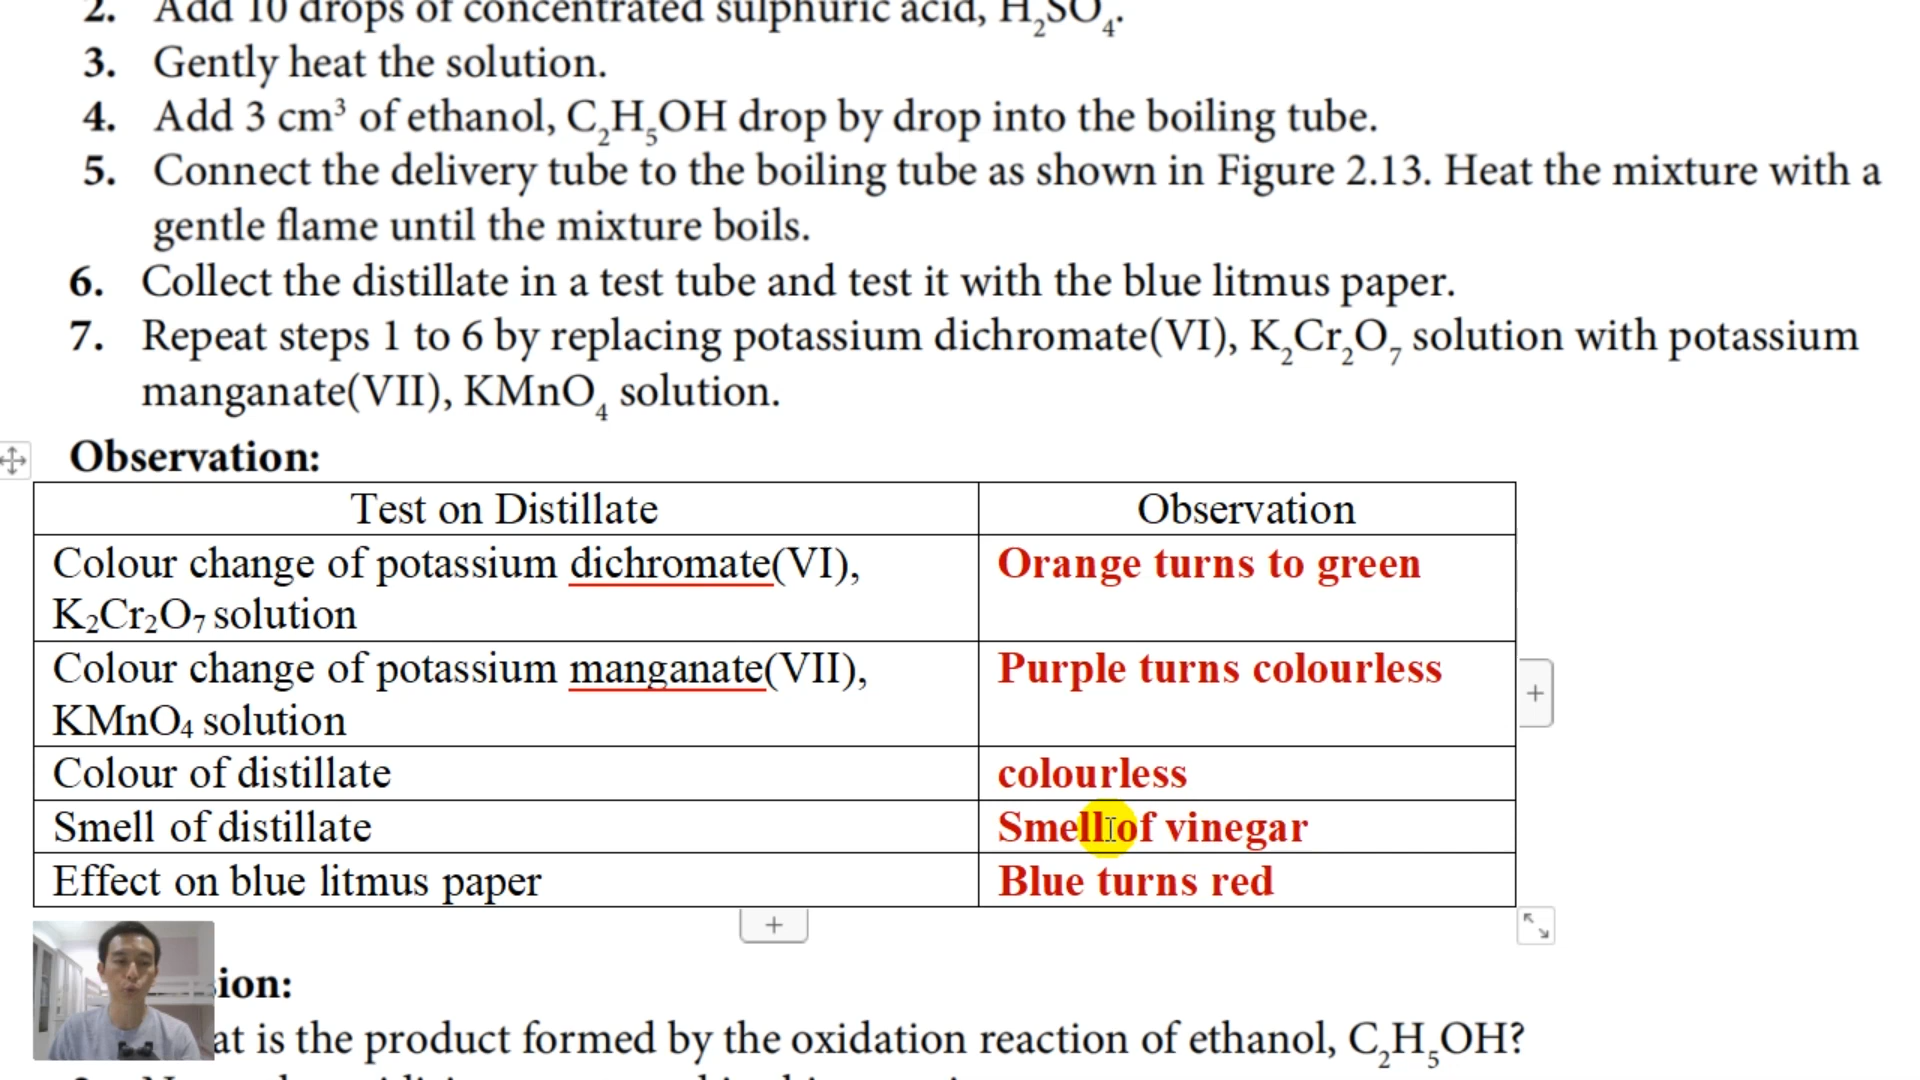 2. Add 10 drops of concentrated sulphuric acid, H₂SO₄.
3. Gently heat the solution.
4. Add 3 cm³ of ethanol, C₂H₅OH drop by drop into the boiling tube.
5. Connect the delivery tube to the boiling tube as shown in Figure 2.13. Heat the mixture with a
gentle flame until the mixture boils.
6. Collect the distillate in a test tube and test it with the blue litmus paper.
7. Repeat steps 1 to 6 by replacing potassium dichromate(VI), K₂Cr₂O₇ solution with potassium
manganate(VII), KMnO₄ solution.
Observation:
Test on Distillate Observation
Colour change of potassium dichromate(VI), Orange turns to green
K₂Cr₂O₇ solution
Colour change of potassium manganate(VII), Purple turns colourless
KMnO₄ solution
Colour of distillate colourless
Smell of distillate Smell of vinegar
Effect on blue litmus paper Blue turns red
ion:
at is the product formed by the oxidation reaction of ethanol, C₂H₅OH?